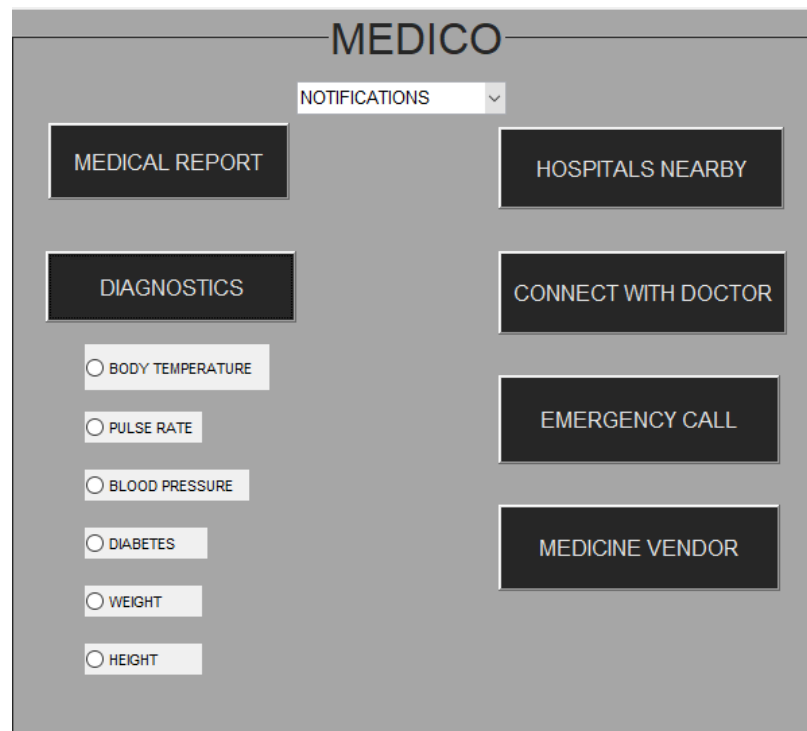 MEDICO
NOTIFICATIONS
MEDICAL REPORT
HOSPITALS NEARBY
DIAGNOSTICS
CONNECT WITH DOCTOR
BODY TEMPERATURE
PULSE RATE
EMERGENCY CALL
BLOOD PRESSURE
DIABETES
MEDICINE VENDOR
WEIGHT
HEIGHT